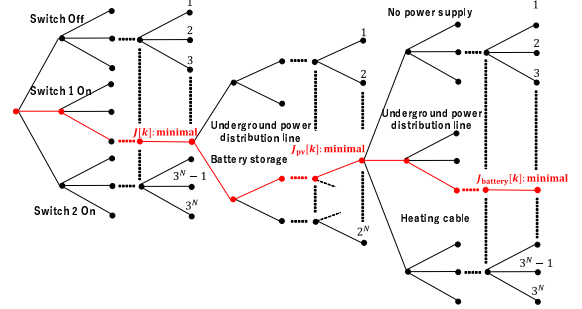 Switch Off
1
2
3
Switch 1 On
J[k]: minimal
Switch 2 On
3^N − 1
3^N
1
2
Underground power
distribution line
Battery storage
J_pv[k]: minimal
2^N
No power supply
1
2
3
Underground power
distribution line
J_battery[k]: minimal
Heating cable
3^N − 1
3^N